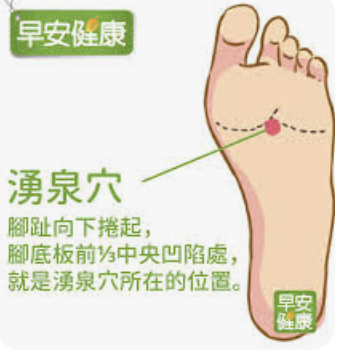 早安健康
湧泉穴
腳趾向下捲起，
腳底板前⅓中央凹陷處，
就是湧泉穴所在的位置。
早安
健康